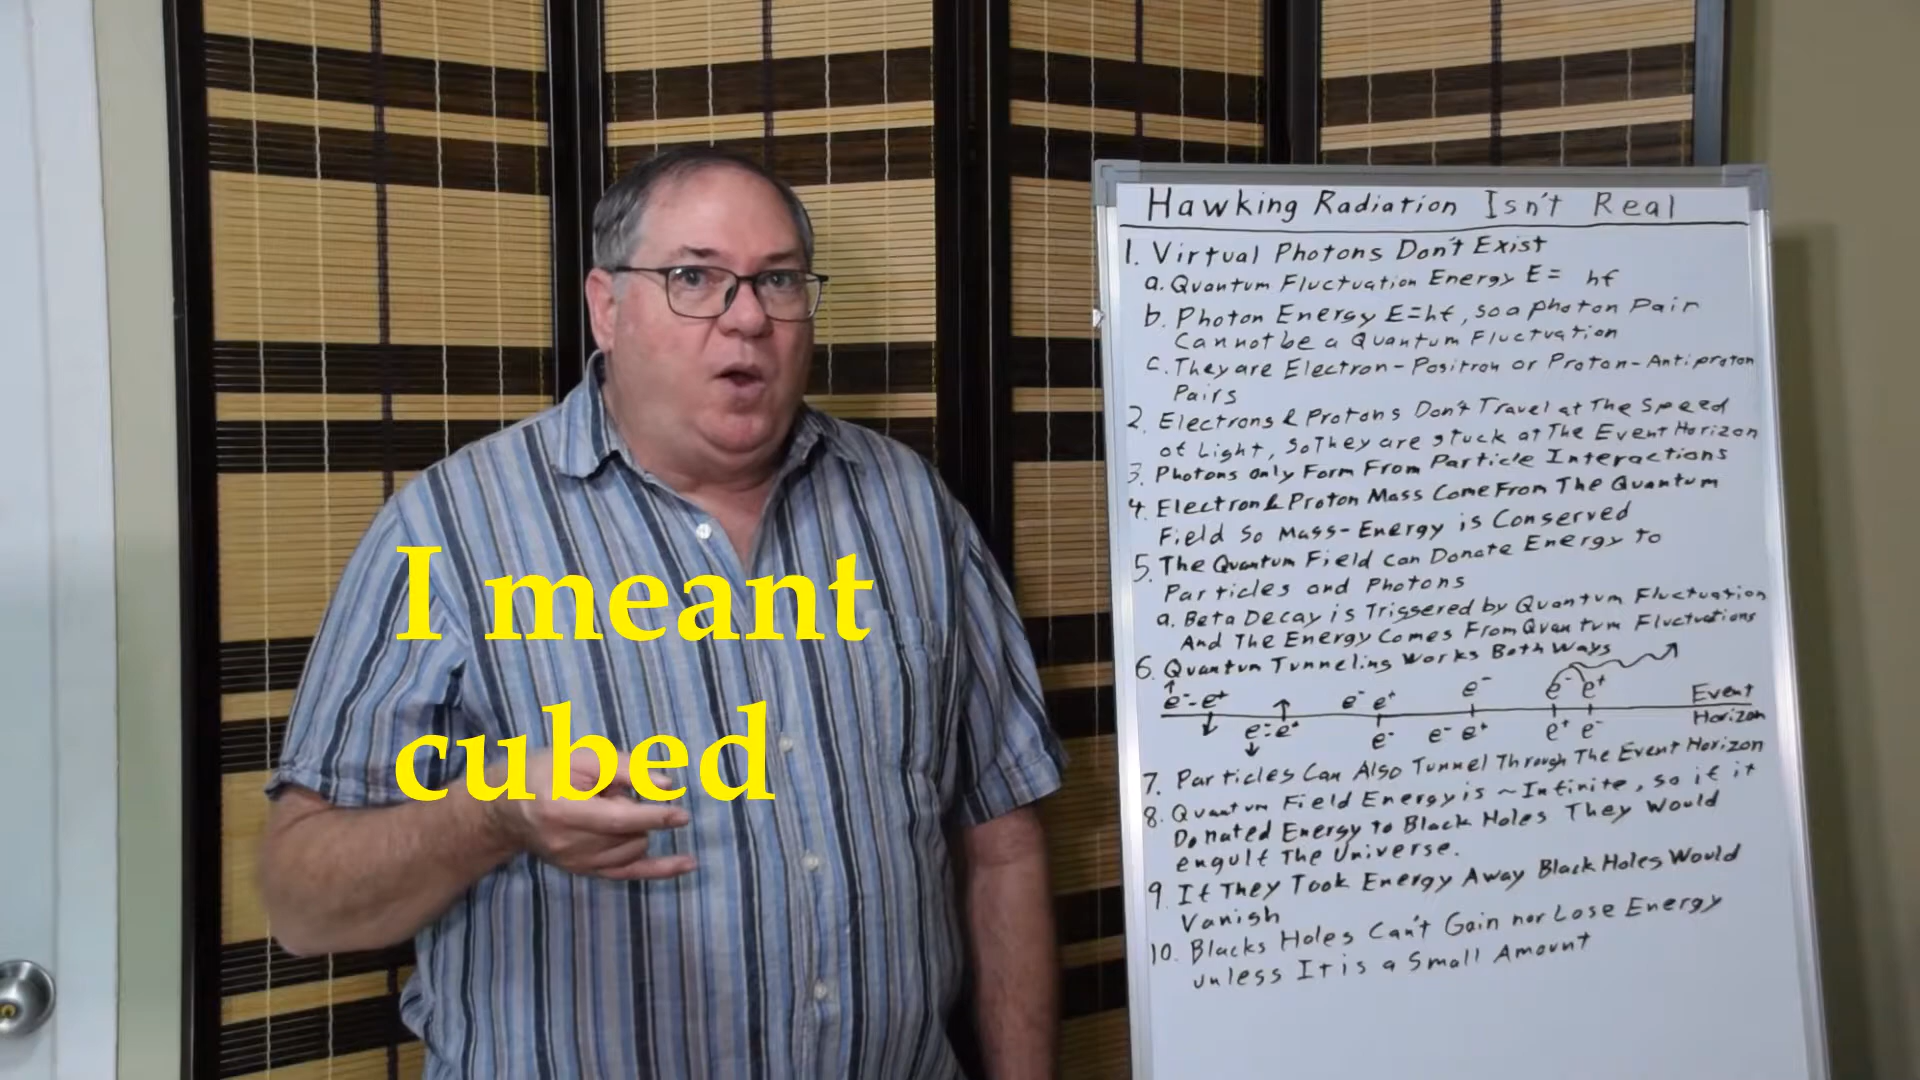 I meant
cubed
Hawking Radiation Isn't Real
1. Virtual Photons Don't Exist
a. Quantum Fluctuation Energy E= hf
b. Photon Energy E=hf, so a photon Pair
Cannot be a Quantum Fluctuation
c. They are Electron-Positron or Proton-Antiproton
Pairs
2. Electrons & Protons Don't Travel at The Speed
of Light, So They are stuck at The Event Horizon
3. Photons only Form From Particle Interactions
4. Electron & Proton Mass Come From The Quantum
Field So Mass-Energy is Conserved
5. The Quantum Field can Donate Energy to
Particles and Photons
a. Beta Decay is Triggered by Quantum Fluctuation
And The Energy Comes From Quantum Fluctuations
6. Quantum Tunneling Works Both Ways
e- - e+ e- e+ e- e- e+ Event
e- - e+ e- e- e+ e+ e- Horizon
7. Particles Can Also Tunnel Through The Event Horizon
8. Quantum Field Energy is ~Infinite, so if it
Donated Energy to Black Holes They Would
engulf The Universe.
9. If They Took Energy Away Black Holes Would
Vanish
10. Blacks Holes Can't Gain nor Lose Energy
unless It is a Small Amount